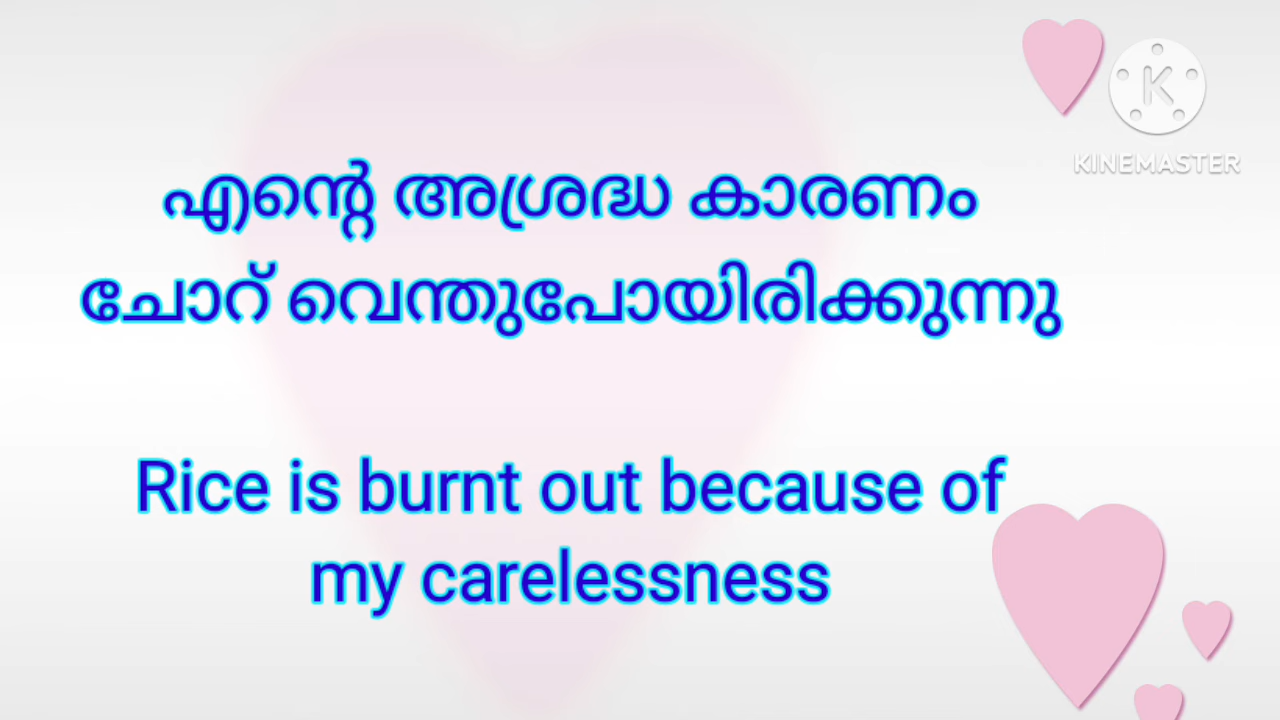 KINEMASTER
എന്റെ അശ്രദ്ധ കാരണം
ചോറ് വെന്തുപോയിരിക്കുന്നു
Rice is burnt out because of
my carelessness